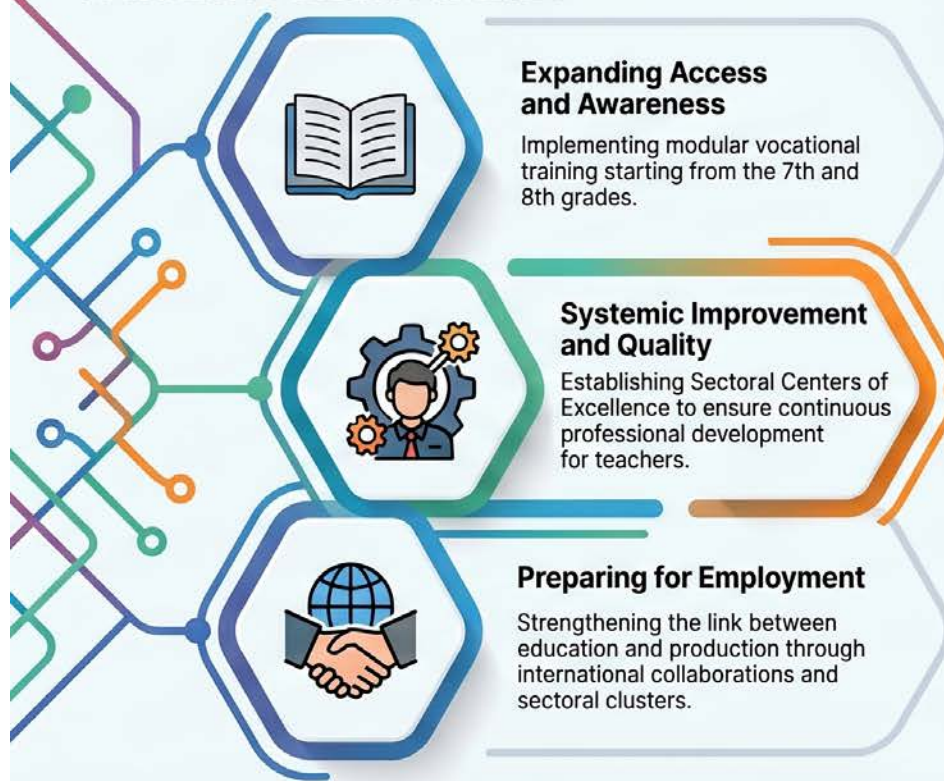 Expanding Access
and Awareness
Implementing modular vocational
training starting from the 7th and
8th grades.
Systemic Improvement
and Quality
Establishing Sectoral Centers of
Excellence to ensure continuous
professional development
for teachers.
Preparing for Employment
Strengthening the link between
education and production through
international collaborations and
sectoral clusters.